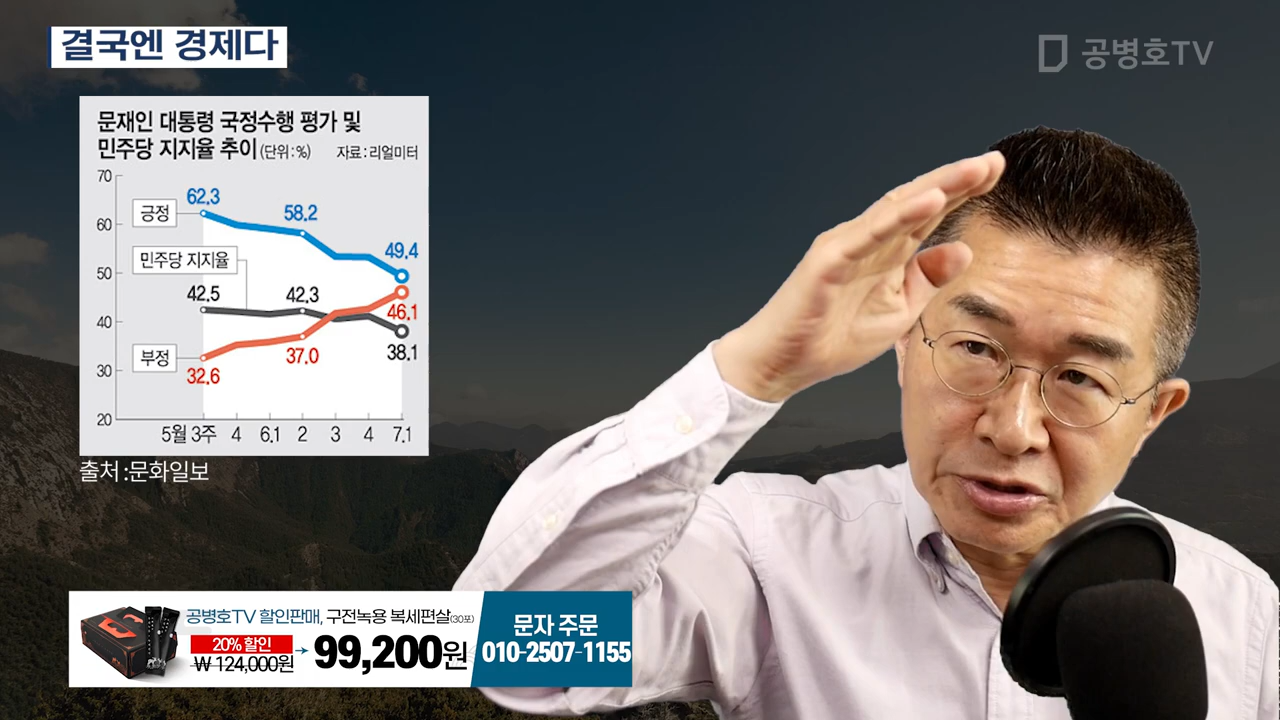 결국엔 경제다
공병호TV
문재인 대통령 국정수행 평가 및
민주당 지지율 추이 (단위:%) 자료:리얼미터
70
60
50
40
30
20
긍정
62.3
58.2
49.4
민주당 지지율
42.5
42.3
38.1
부정
32.6
37.0
46.1
5월 3주 4 6.1 2 3 4 7.1
출처 :문화일보
공병호TV 할인판매, 구전녹용 복세편살(30포)
20% 할인
₩ 124,000원
99,200원
문자 주문
010-2507-1155